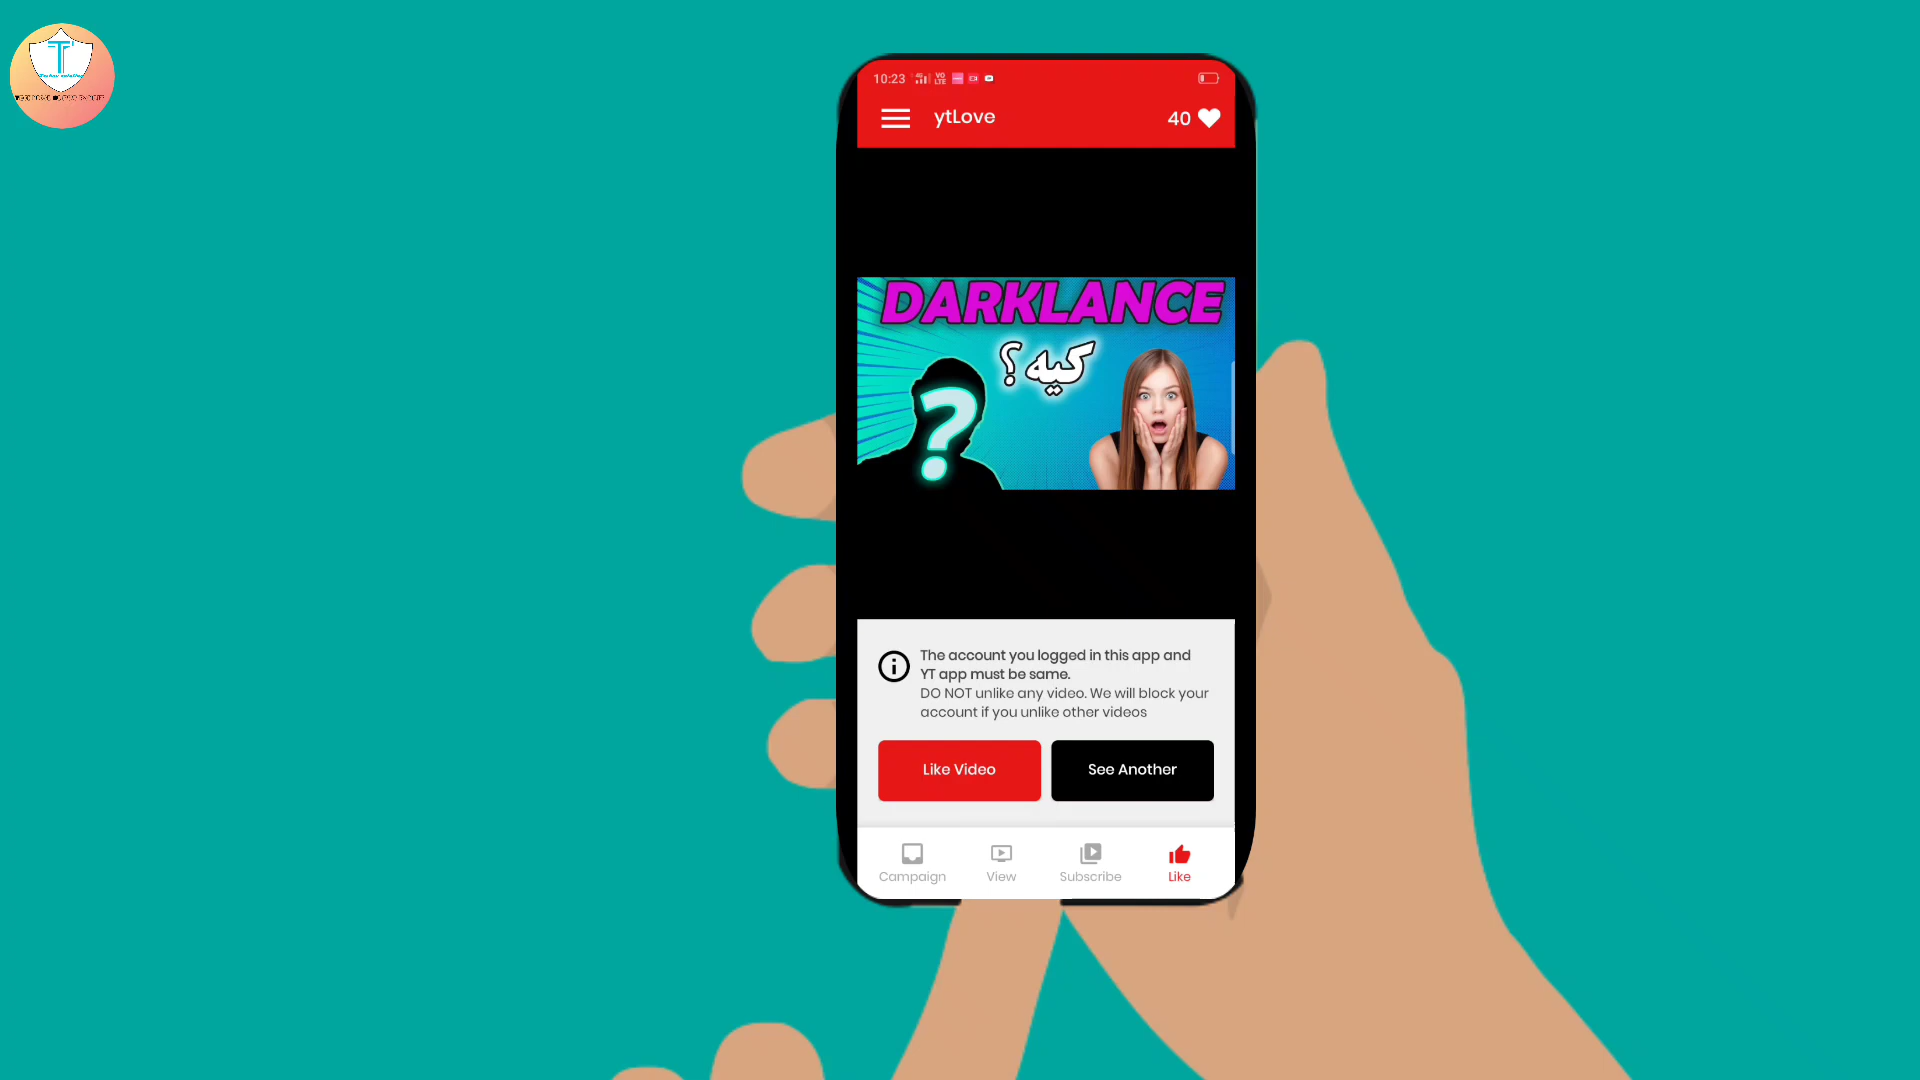 10:23
ytLove
40
DARKLANCE
کیه؟
?
The account you logged in this app and
YT app must be same.
DO NOT unlike any video. We will block your
account if you unlike other videos
Like Video
See Another
Campaign
View
Subscribe
Like